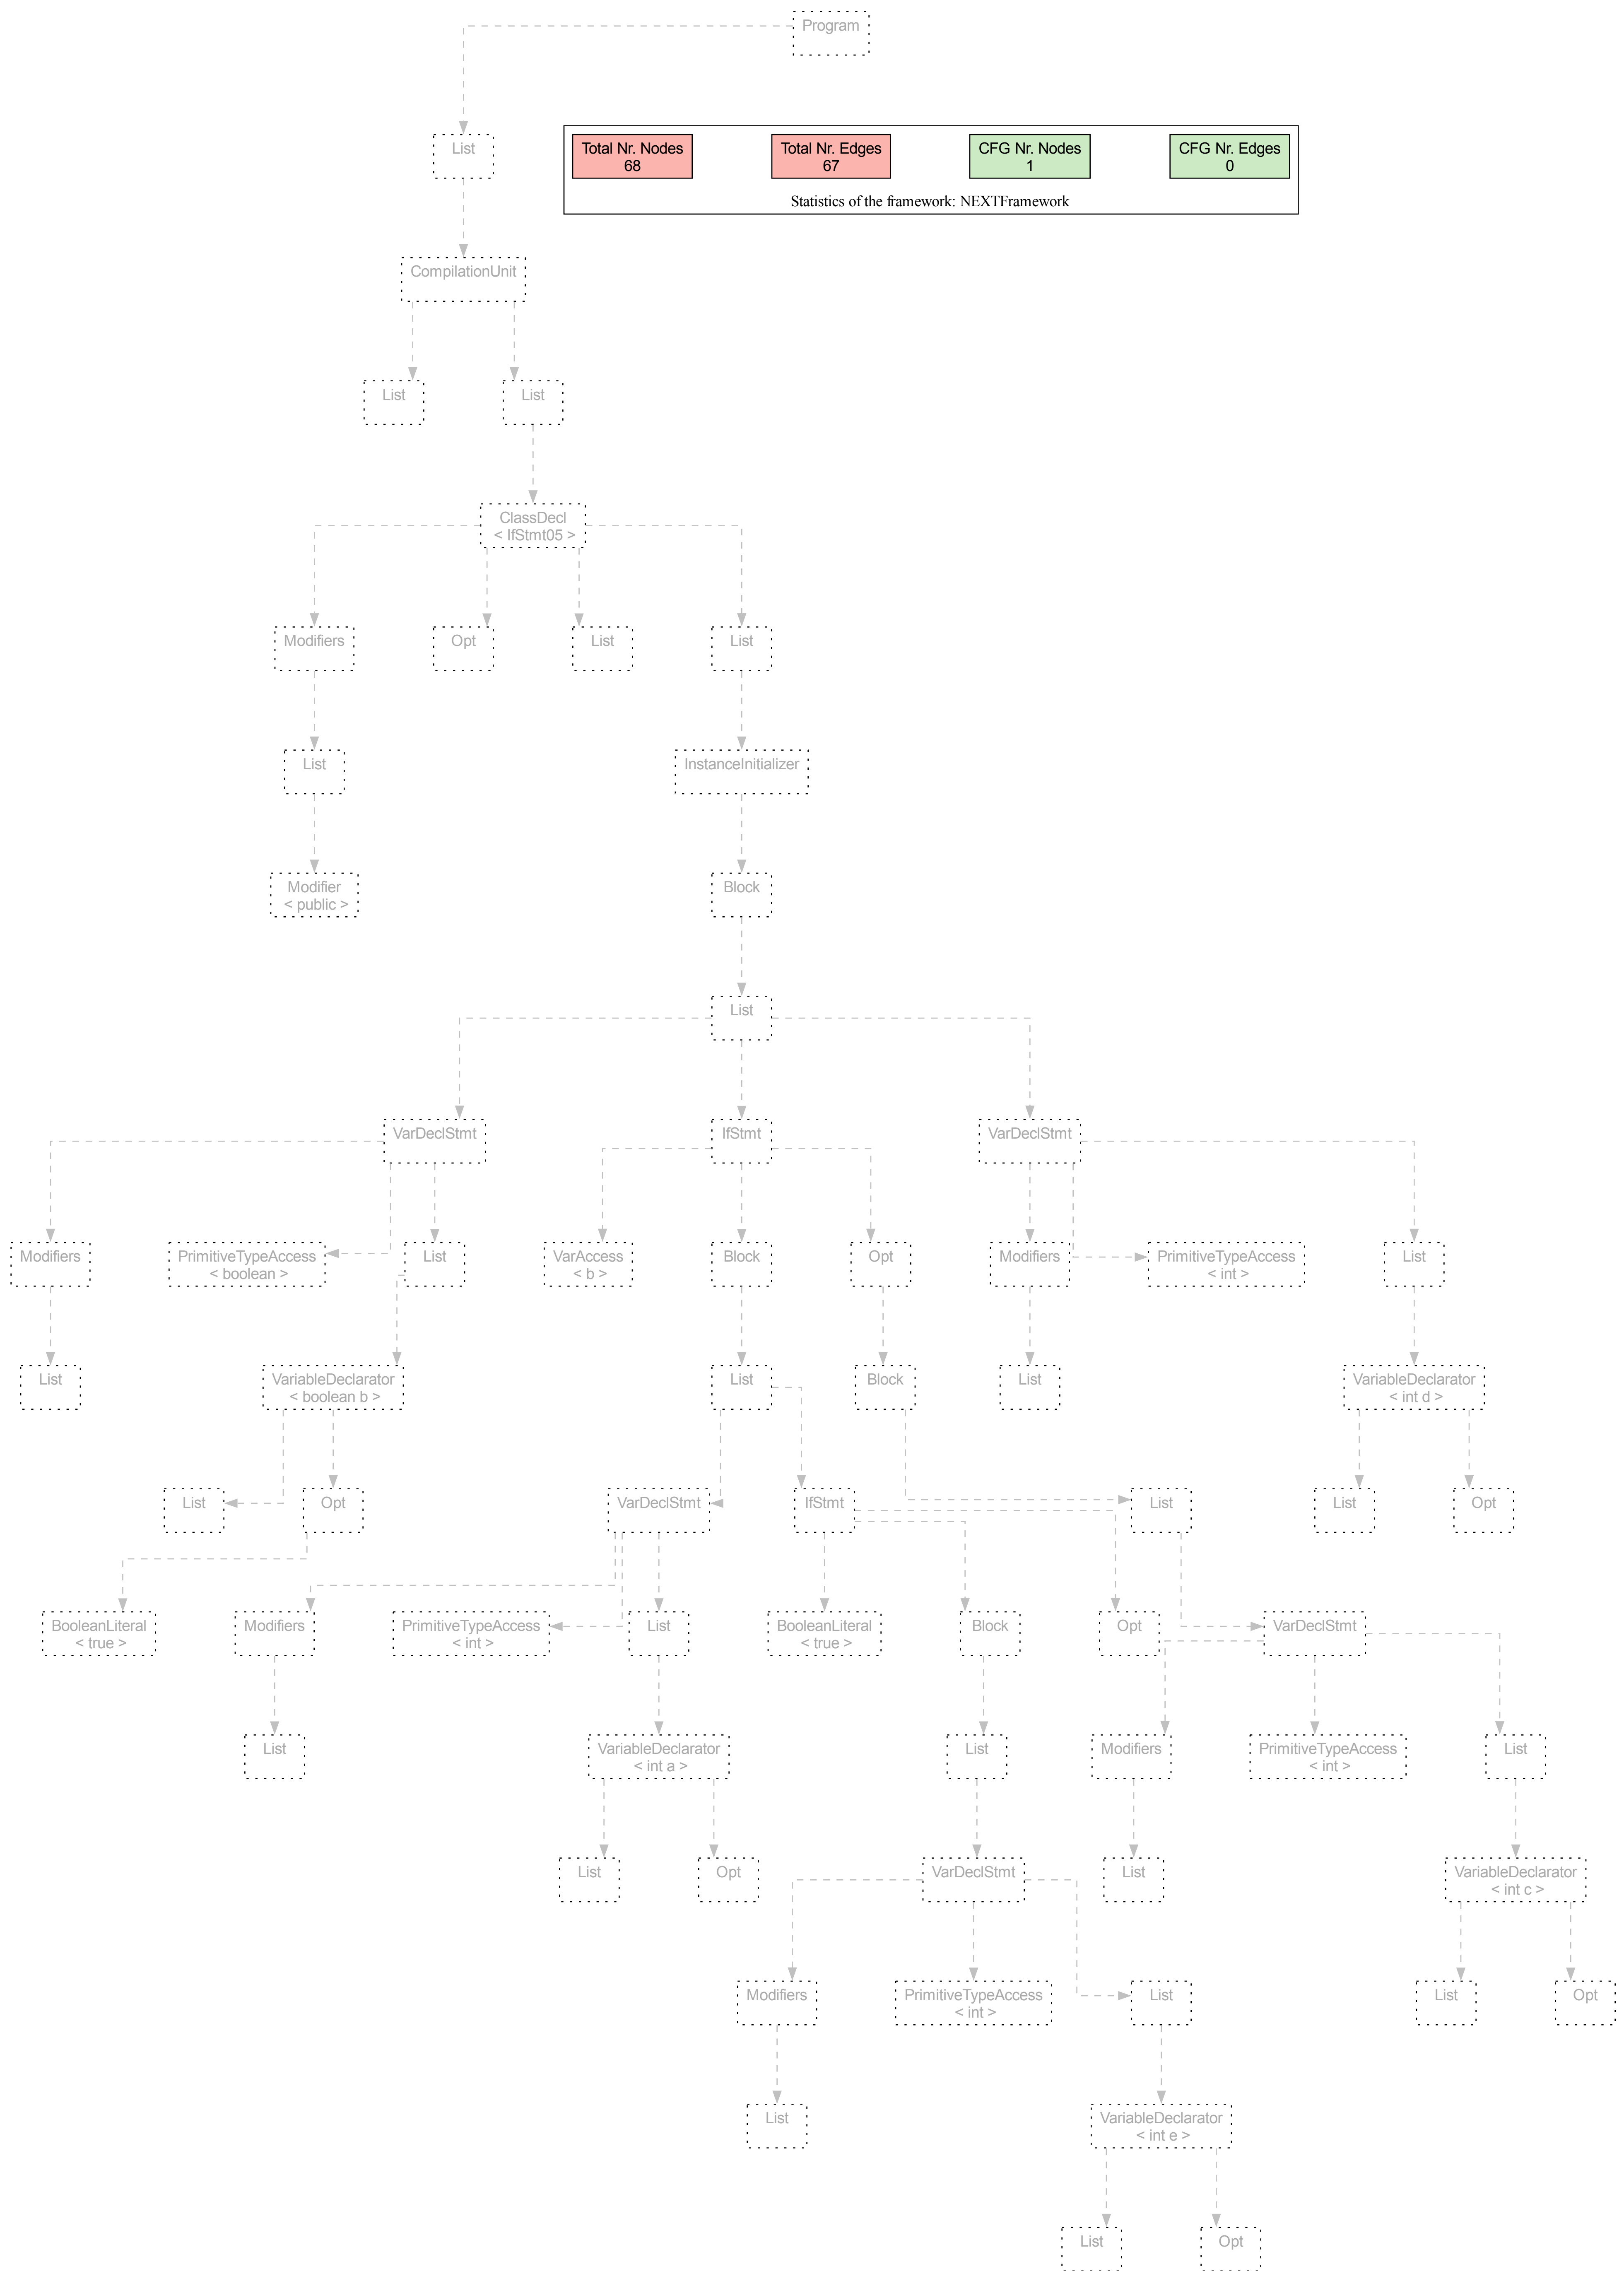 Program
List
Total Nr. Nodes
68
Total Nr. Edges
67
CFG Nr. Nodes
1
CFG Nr. Edges
0
Statistics of the framework: NEXTFramework
CompilationUnit
List
List
ClassDecl
< IfStmt05 >
Modifiers
Opt
List
List
List
InstanceInitializer
Modifier
< public >
Block
List
VarDeclStmt
IfStmt
VarDeclStmt
Modifiers
PrimitiveTypeAccess
< boolean >
List
VarAccess
< b >
Block
Opt
Modifiers
PrimitiveTypeAccess
< int >
List
List
VariableDeclarator
< boolean b >
List
Block
List
VariableDeclarator
< int d >
List
Opt
VarDeclStmt
IfStmt
List
List
Opt
BooleanLiteral
< true >
Modifiers
PrimitiveTypeAccess
< int >
List
BooleanLiteral
< true >
Block
Opt
VarDeclStmt
List
VariableDeclarator
< int a >
List
Modifiers
PrimitiveTypeAccess
< int >
List
List
Opt
VarDeclStmt
List
VariableDeclarator
< int c >
Modifiers
PrimitiveTypeAccess
< int >
List
List
Opt
List
VariableDeclarator
< int e >
List
Opt